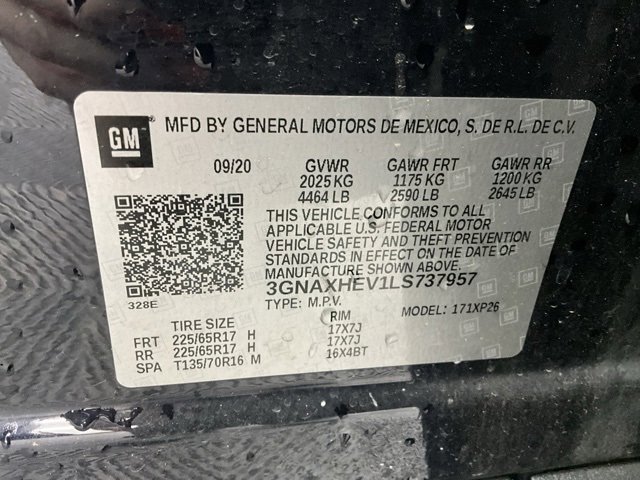 GM
MFD BY GENERAL MOTORS DE MEXICO, S. DE R.L. DE C.V.
09/20 GVWR GAWR FRT GAWR RR
2025 KG 1175 KG 1200 KG
4464 LB 2590 LB 2645 LB
THIS VEHICLE CONFORMS TO ALL
APPLICABLE U.S. FEDERAL MOTOR
VEHICLE SAFETY AND THEFT PREVENTION
STANDARDS IN EFFECT ON THE DATE OF
MANUFACTURE SHOWN ABOVE.
328E
3GNAXHEV1LS737957
TYPE: M.P.V. MODEL: 171XP26
TIRE SIZE RIM
FRT 225/65R17 H 17X7J
RR 225/65R17 H 17X7J
SPA T135/70R16 M 16X4BT